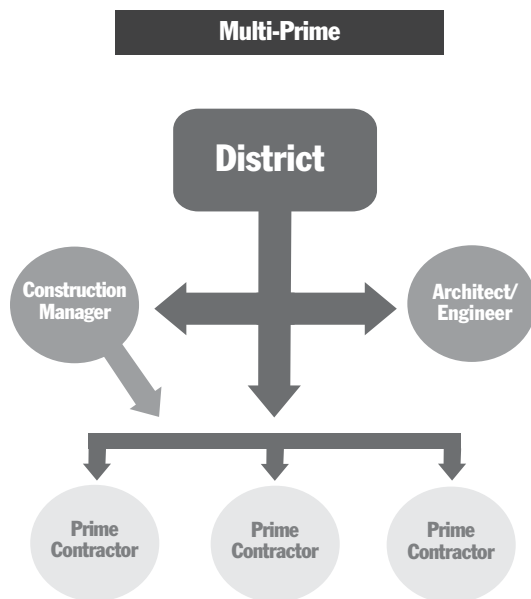 Multi-Prime
District
Construction
Manager
Architect/
Engineer
Prime
Contractor
Prime
Contractor
Prime
Contractor